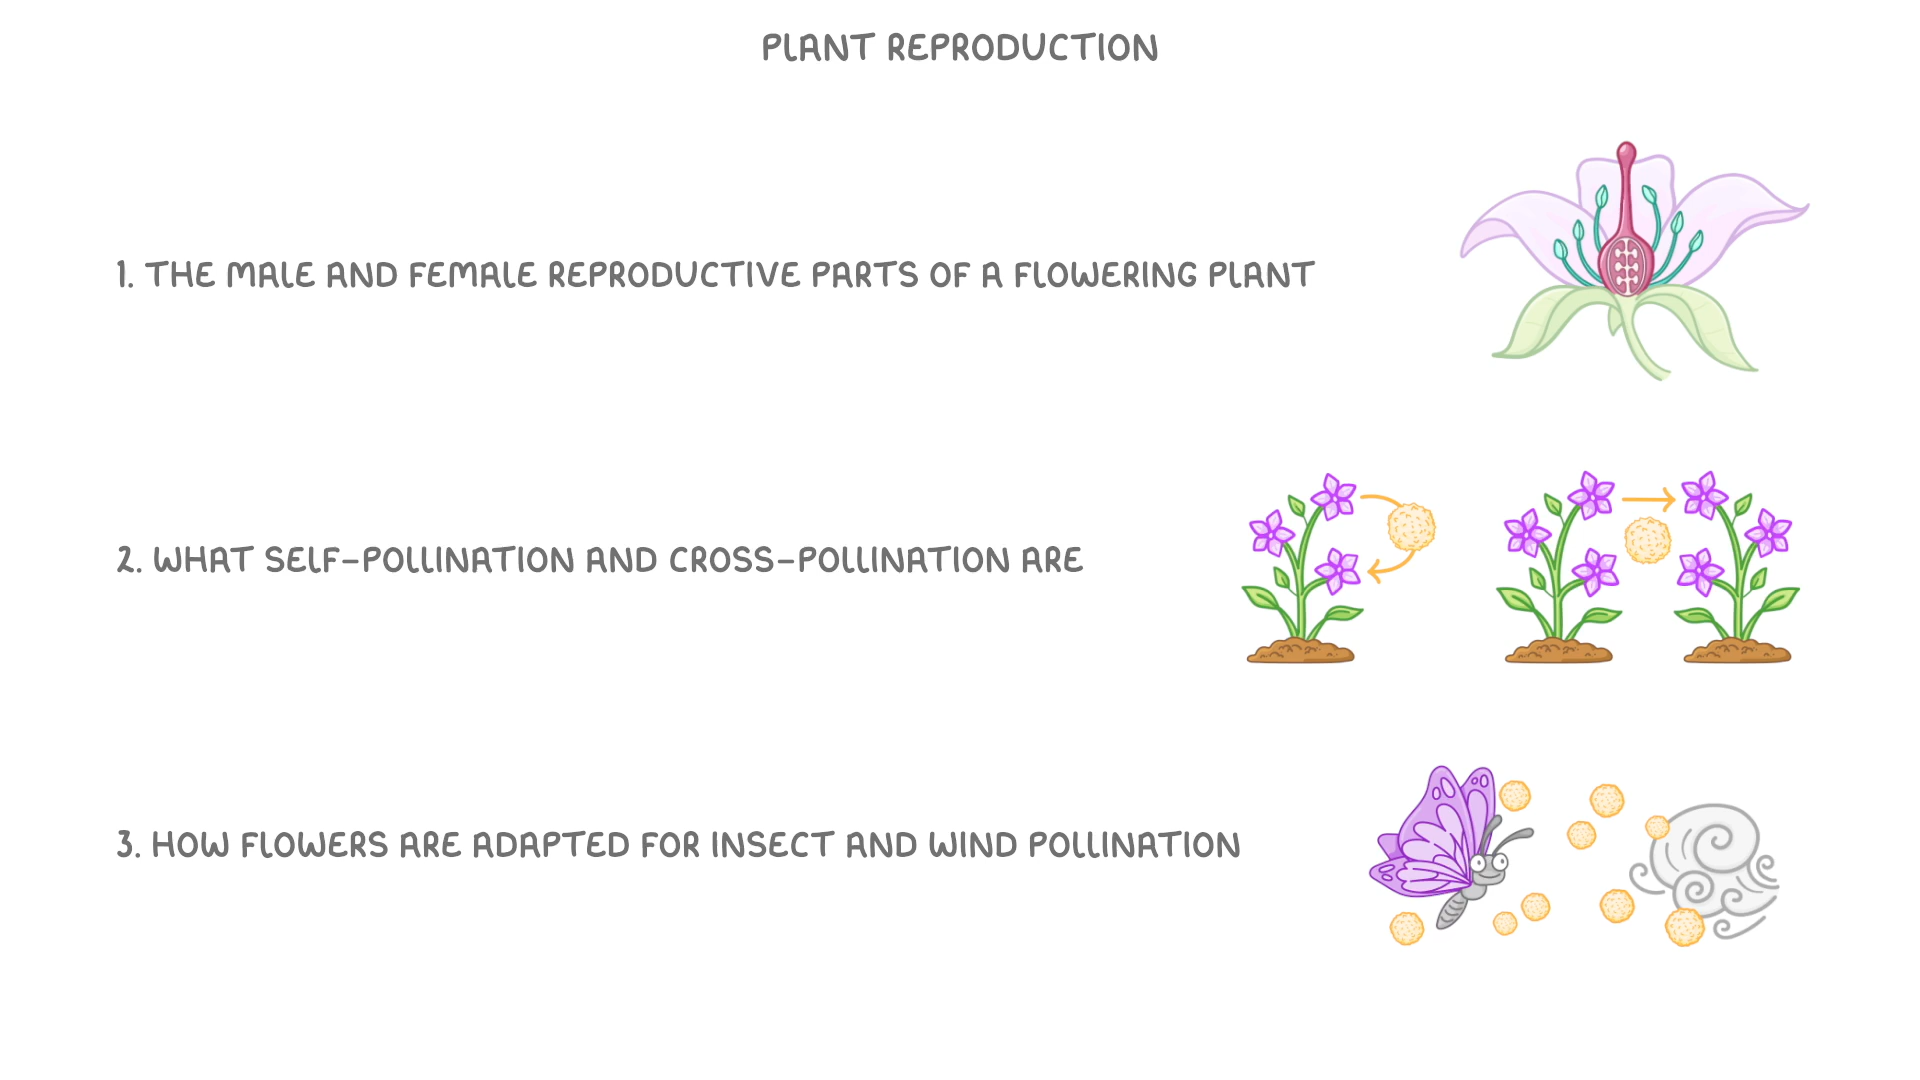 PLANT REPRODUCTION
1. THE MALE AND FEMALE REPRODUCTIVE PARTS OF A FLOWERING PLANT
2. WHAT SELF-POLLINATION AND CROSS-POLLINATION ARE
3. HOW FLOWERS ARE ADAPTED FOR INSECT AND WIND POLLINATION